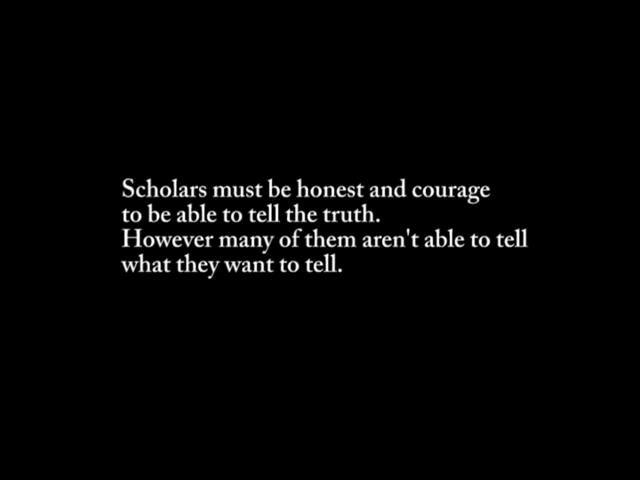 Scholars must be honest and courage
to be able to tell the truth.
However many of them aren't able to tell
what they want to tell.